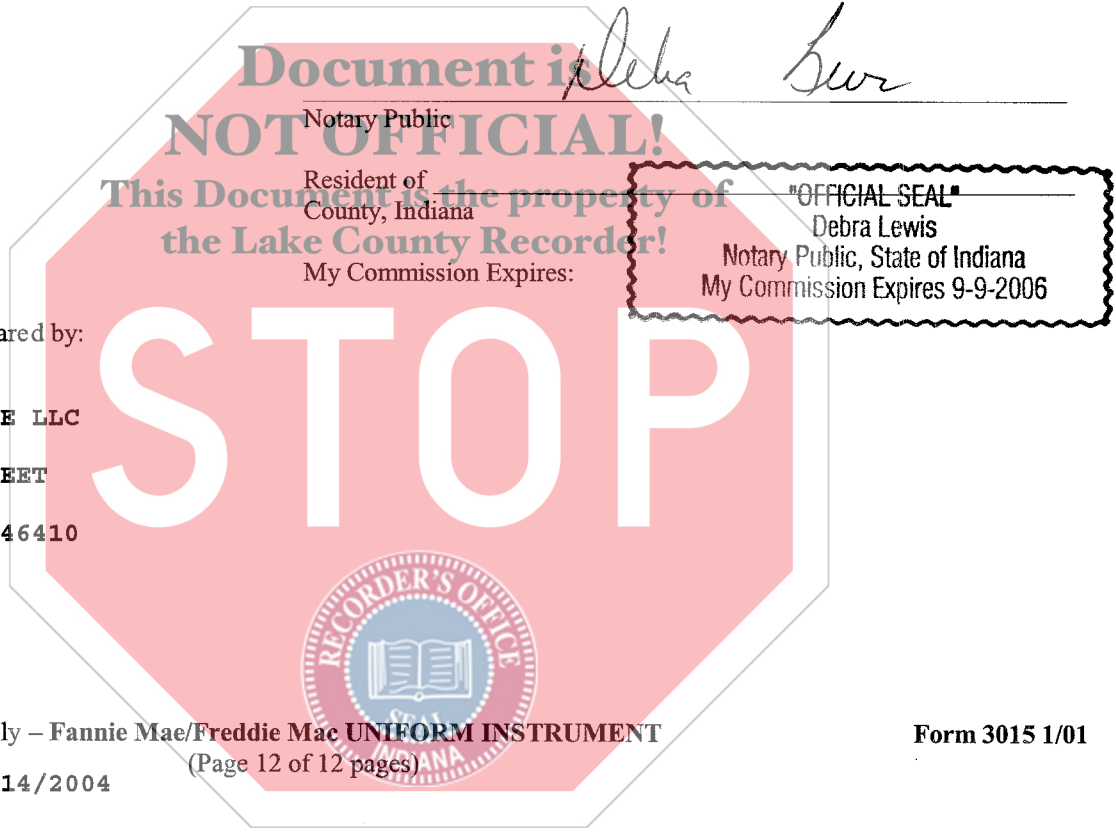 Document is
NOT OFFICIAL!
This Document is the property of
the Lake County Recorder!
Notary Public
Resident of
County, Indiana
My Commission Expires:
"OFFICIAL SEAL"
Debra Lewis
Notary Public, State of Indiana
My Commission Expires 9-9-2006
ared by:
E LLC
EET
46410
STOP
RECORDER'S OFFICE
SEAL
INDIANA
ly – Fannie Mae/Freddie Mac UNIFORM INSTRUMENT
Form 3015 1/01
(Page 12 of 12 pages)
14/2004